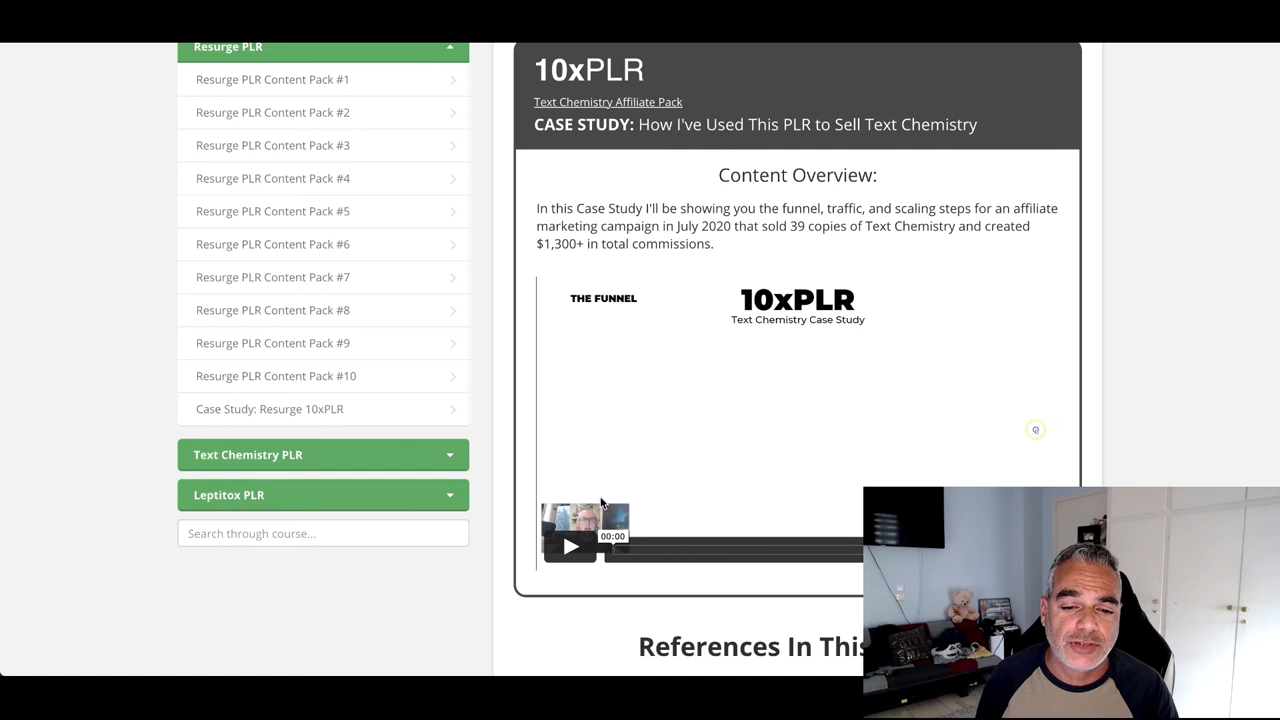 Resurge PLR
Resurge PLR Content Pack #1
Resurge PLR Content Pack #2
Resurge PLR Content Pack #3
Resurge PLR Content Pack #4
Resurge PLR Content Pack #5
Resurge PLR Content Pack #6
Resurge PLR Content Pack #7
Resurge PLR Content Pack #8
Resurge PLR Content Pack #9
Resurge PLR Content Pack #10
Case Study: Resurge 10xPLR
Text Chemistry PLR
Leptitox PLR
Search through course...
10xPLR
Text Chemistry Affiliate Pack
CASE STUDY: How I've Used This PLR to Sell Text Chemistry
Content Overview:
In this Case Study I'll be showing you the funnel, traffic, and scaling steps for an affiliate
marketing campaign in July 2020 that sold 39 copies of Text Chemistry and created
$1,300+ in total commissions.
THE FUNNEL
10xPLR
Text Chemistry Case Study
00:00
References In This